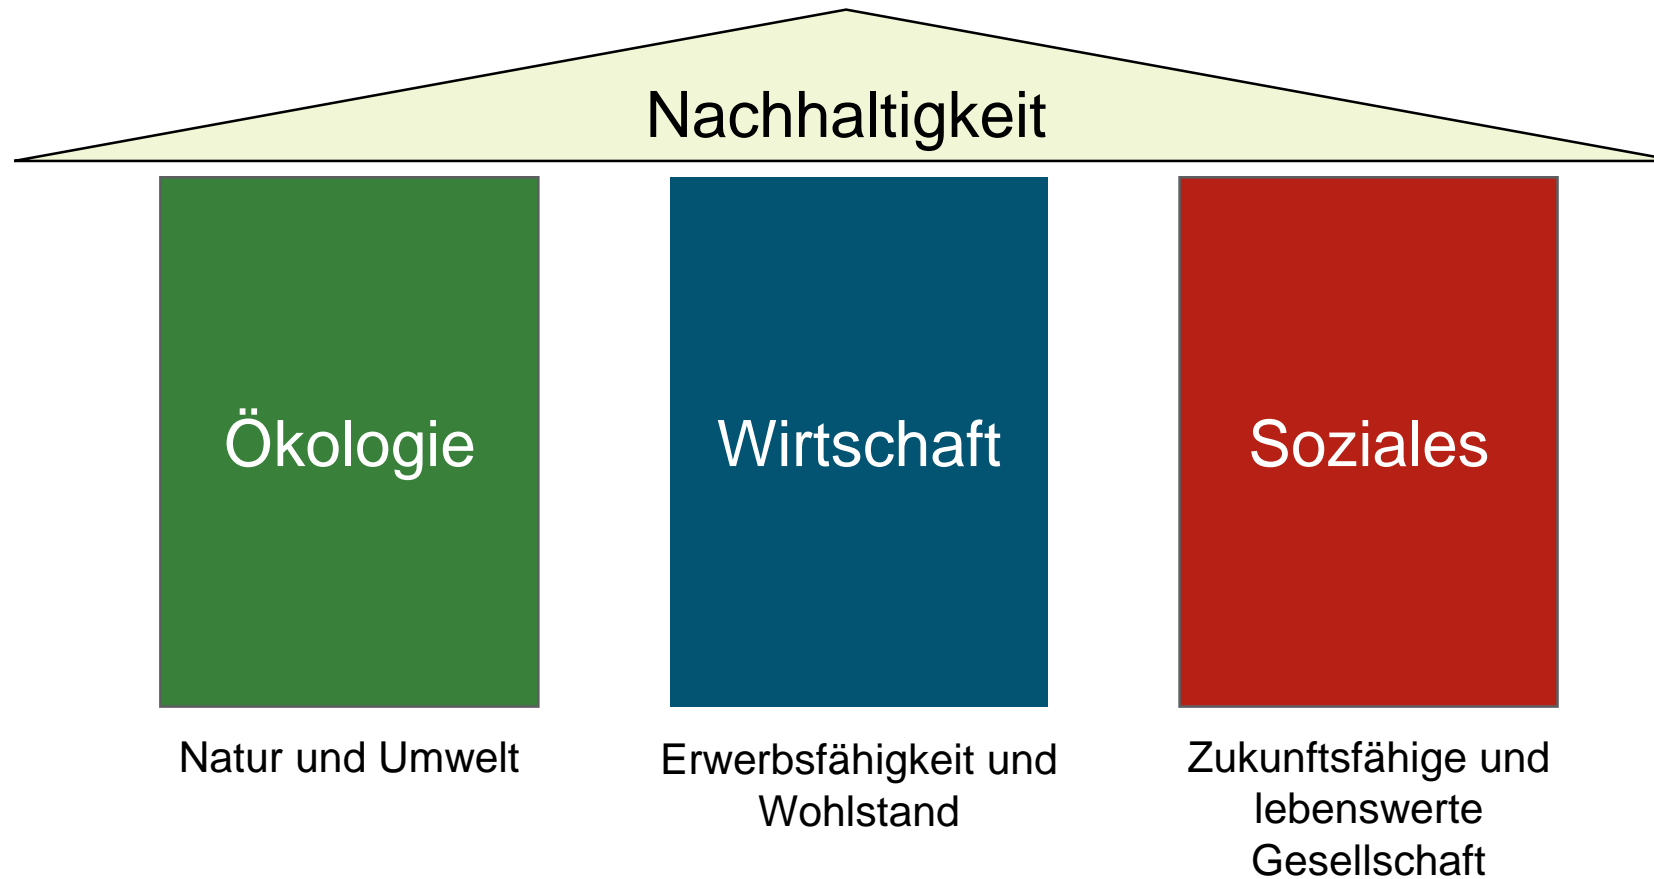 Nachhaltigkeit
Ökologie
Wirtschaft
Soziales
Natur und Umwelt
Erwerbsfähigkeit und
Wohlstand
Zukunftsfähige und
lebenswerte
Gesellschaft